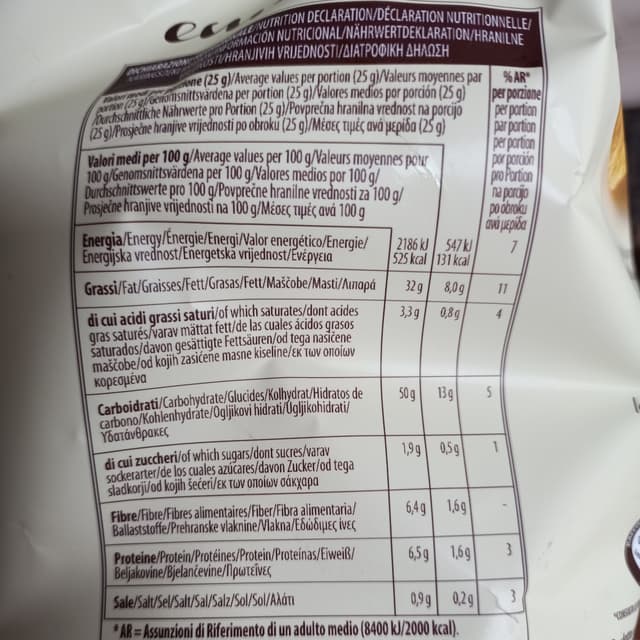 NUTRITION DECLARATION/DÉCLARATION NUTRITIONNELLE/
NUTRICIONAL/NÄHRWERTDEKLARATION/HRANILNE
HRANJIVIH VRIJEDNOSTI/ΔΙΑΤΡΟΦΙΚΗ ΔΗΛΩΣΗ
(25 g)/Average values per portion (25 g)/Valeurs moyennes par
portion (25 g)/Genomsnittsvärdena per portion (25 g)/Valores medios por porción (25 g)/
Durchschnittliche Nährwerte pro Portion (25 g)/Povprečna hranilna vrednost na porcijo
(25 g)/Prosječne hranjive vrijednosti po obroku (25 g)/Μέσες τιμές ανά μερίδα (25 g)
% AR*
per porzione
per portion
par portion
per portion
por porción
pro Portion
na porcijo
po obroku
ανά μερίδα
Valori medi per 100 g/Average values per 100 g/Valeurs moyennes pour
100 g/Genomsnittsvärdena per 100 g/Valores medios por 100 g/
Durchschnittswerte pro 100 g/Povprečne hranilne vrednosti za 100 g/
Prosječne hranjive vrijednosti na 100 g/Μέσες τιμές ανά 100 g
Energia/Energy/Énergie/Energi/Valor energético/Energie/
Energijska vrednost/Energetska vrijednost/Ενέργεια
2186 kJ 547 kJ 7
525 kcal 131 kcal
Grassi/Fat/Graisses/Fett/Grasas/Fett/Maščobe/Masti/Λιπαρά 32 g 8,0 g 11
di cui acidi grassi saturi/of which saturates/dont acides 3,3 g 0,8 g 4
gras saturés/varav mättat fett/de las cuales ácidos grasos
saturados/davon gesättigte Fettsäuren/od tega nasičene
maščobe/od kojih zasićene masne kiseline/εκ των οποίων
κορεσμένα
Carboidrati/Carbohydrate/Glucides/Kolhydrat/Hidratos de 50 g 13 g 5
carbono/Kohlenhydrate/Ogljikovi hidrati/Ugljikohidrati/
Υδατάνθρακες
di cui zuccheri/of which sugars/dont sucres/varav 1,9 g 0,5 g 1
sockerarter/de los cuales azúcares/davon Zucker/od tega
sladkorji/od kojih šećeri/εκ των οποίων σάκχαρα
Fibre/Fibre/Fibres alimentaires/Fiber/Fibra alimentaria/ 6,4 g 1,6 g -
Ballaststoffe/Prehranske vlaknine/Vlakna/Εδώδιμες ίνες
Proteine/Protein/Protéines/Protein/Proteínas/Eiweiß/ 6,5 g 1,6 g 3
Beljakovine/Bjelančevine/Πρωτεΐνες
Sale/Salt/Sel/Salt/Sal/Salz/Sol/Sol/Αλάτι 0,9 g 0,2 g 3
*AR = Assunzioni di Riferimento di un adulto medio (8400 kJ/2000 kcal).